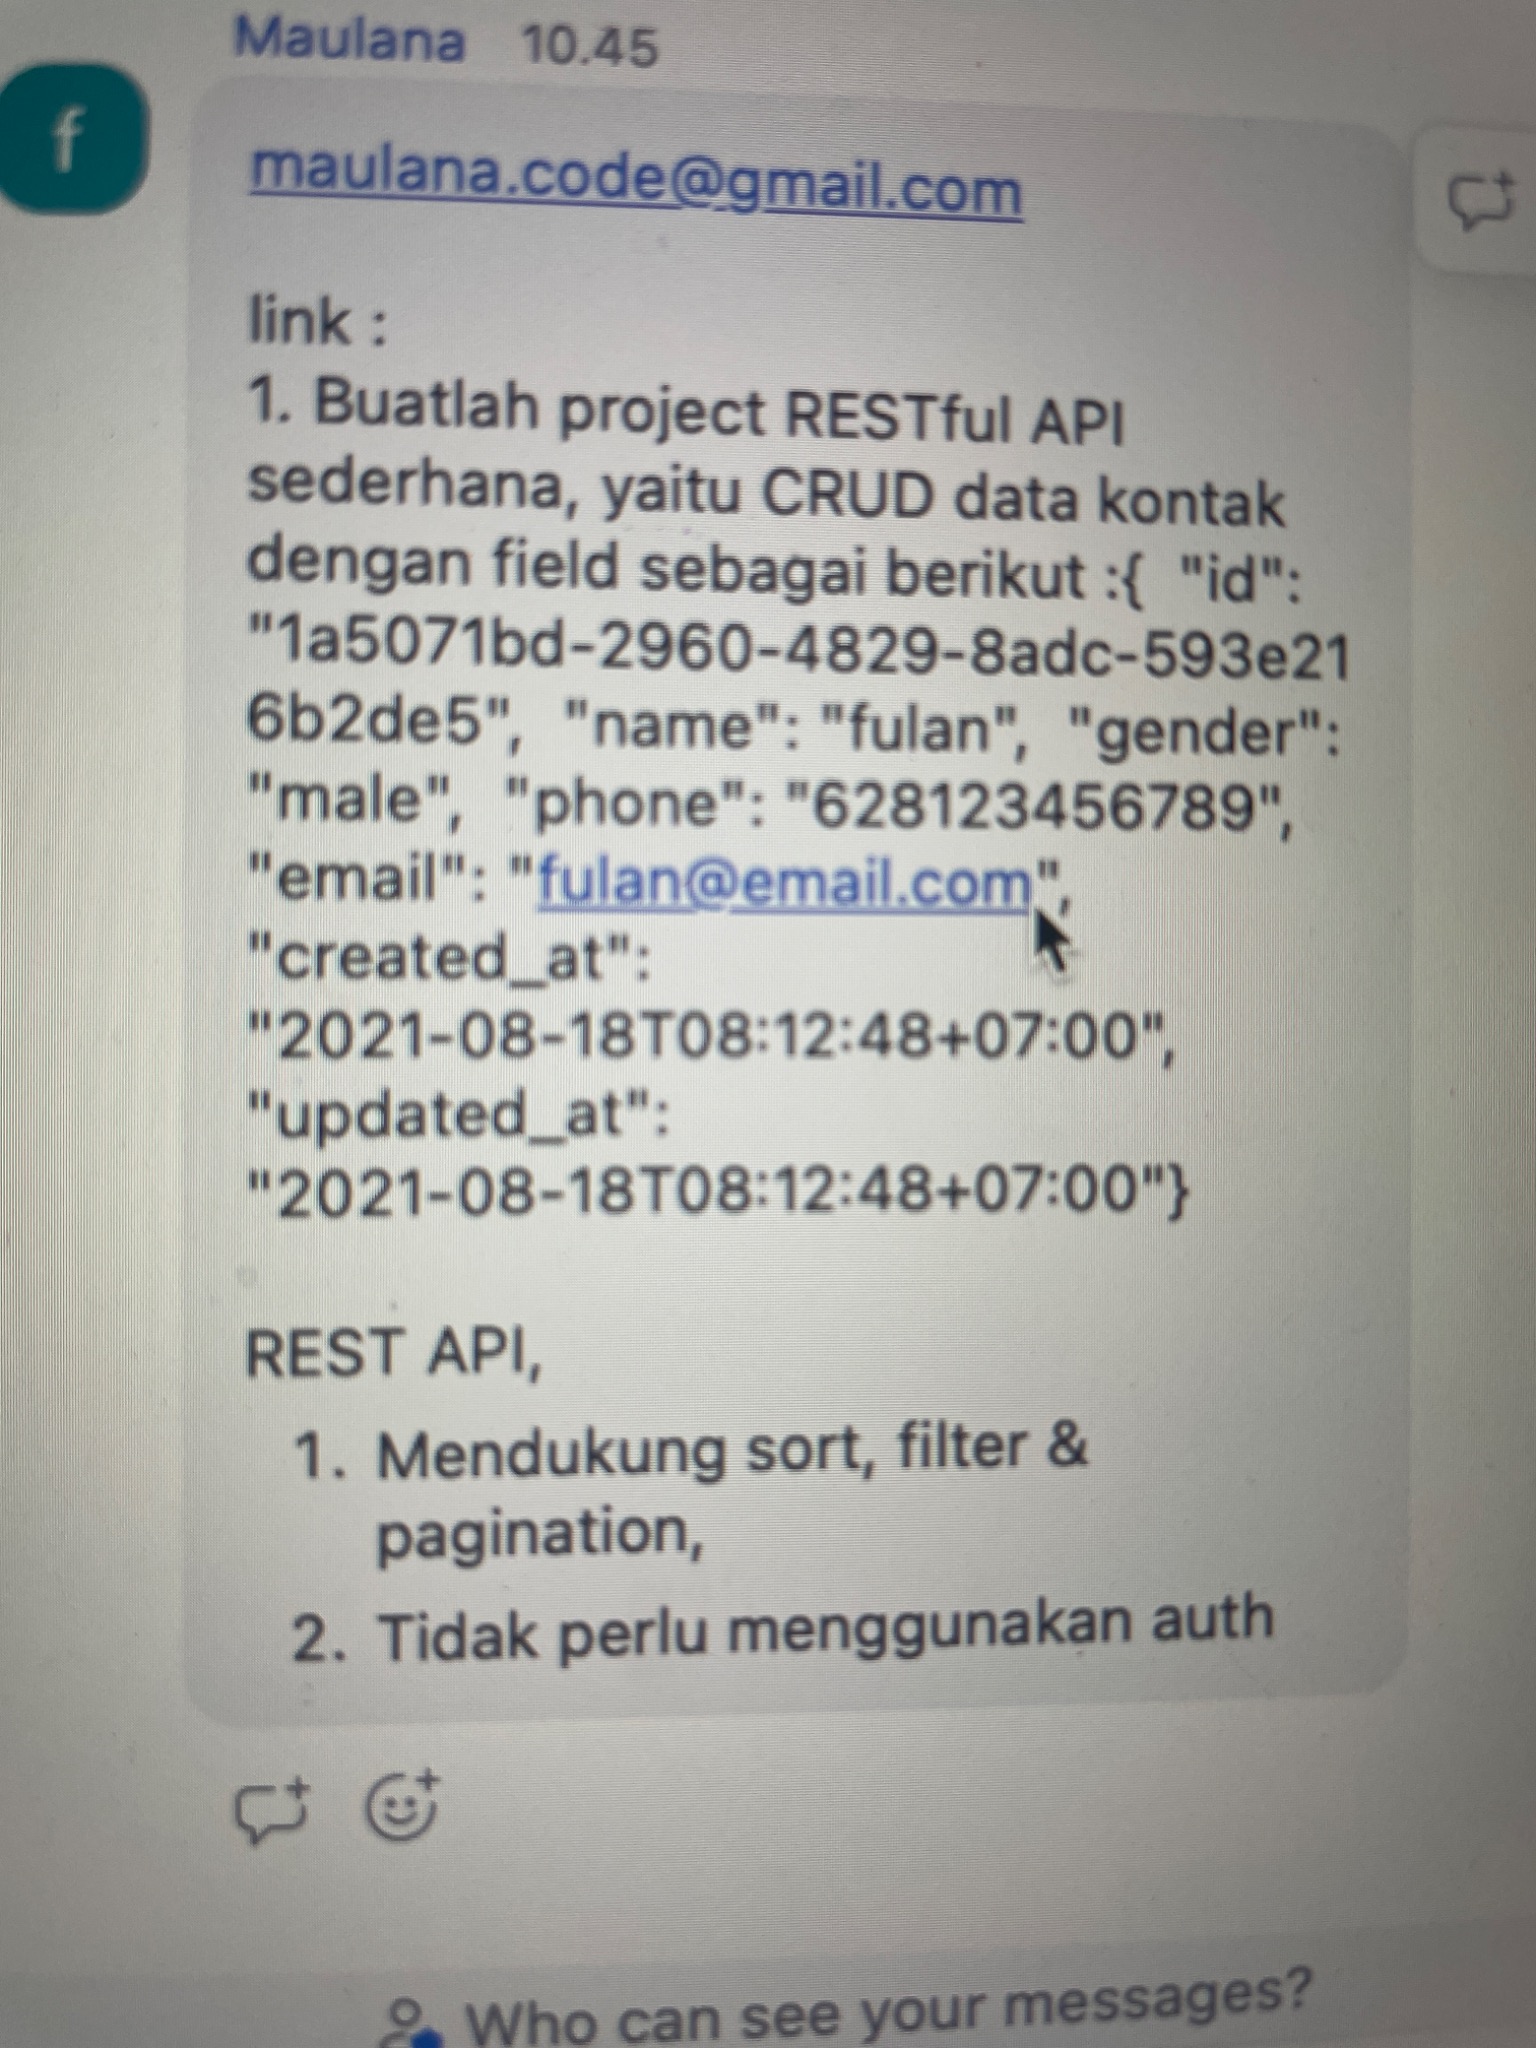 Maulana 10.45
f
maulana.code@gmail.com
link :
1. Buatlah project RESTful API
sederhana, yaitu CRUD data kontak
dengan field sebagai berikut :{  "id":
"1a5071bd-2960-4829-8adc-593e21
6b2de5",  "name": "fulan",  "gender":
"male",  "phone": "628123456789",
"email": "fulan@email.com",
"created_at":
"2021-08-18T08:12:48+07:00",
"updated_at":
"2021-08-18T08:12:48+07:00"}
REST API,
1. Mendukung sort, filter &
pagination,
2. Tidak perlu menggunakan auth
Who can see your messages?